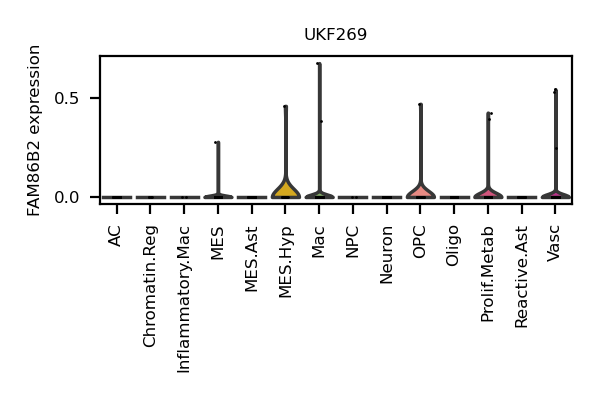 UKF269
FAM86B2 expression
0.5
0.0
AC
Chromatin.Reg
Inflammatory.Mac
MES
MES.Ast
MES.Hyp
Mac
NPC
Neuron
OPC
Oligo
Prolif.Metab
Reactive.Ast
Vasc